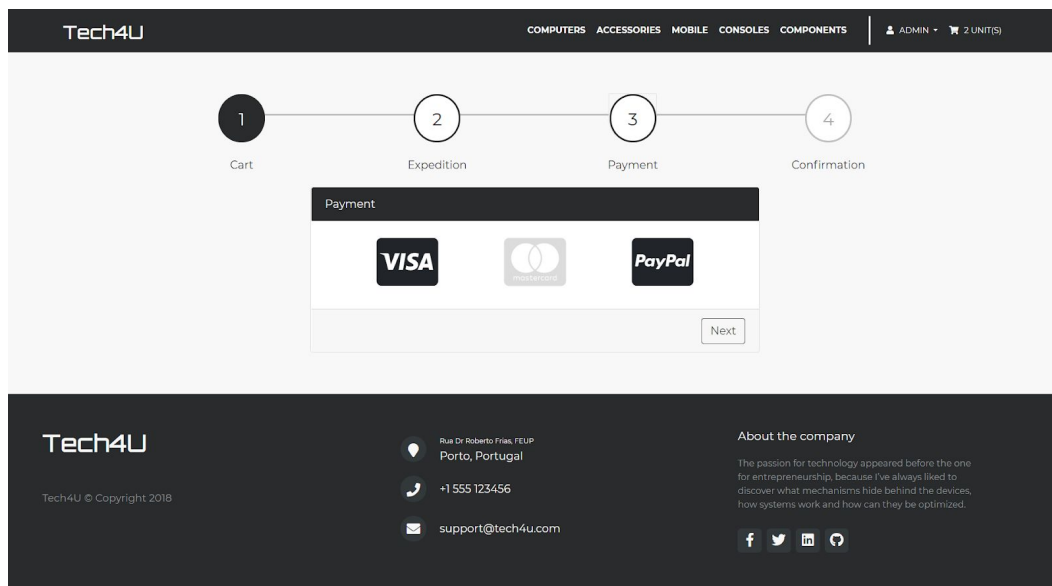 Tech4U
COMPUTERS ACCESSORIES MOBILE CONSOLES COMPONENTS ADMIN 2 UNIT(S)
1 2 3 4
Cart Expedition Payment Confirmation
Payment
VISA mastercard PayPal
Next
Tech4U
Tech4U © Copyright 2018
Rua Dr Roberto Frias, FEUP
Porto, Portugal
+1 555 123456
support@tech4u.com
About the company
The passion for technology appeared before the one
for entrepreneurship, because I've always liked to
discover what mechanisms hide behind the devices,
how systems work and how can they be optimized.